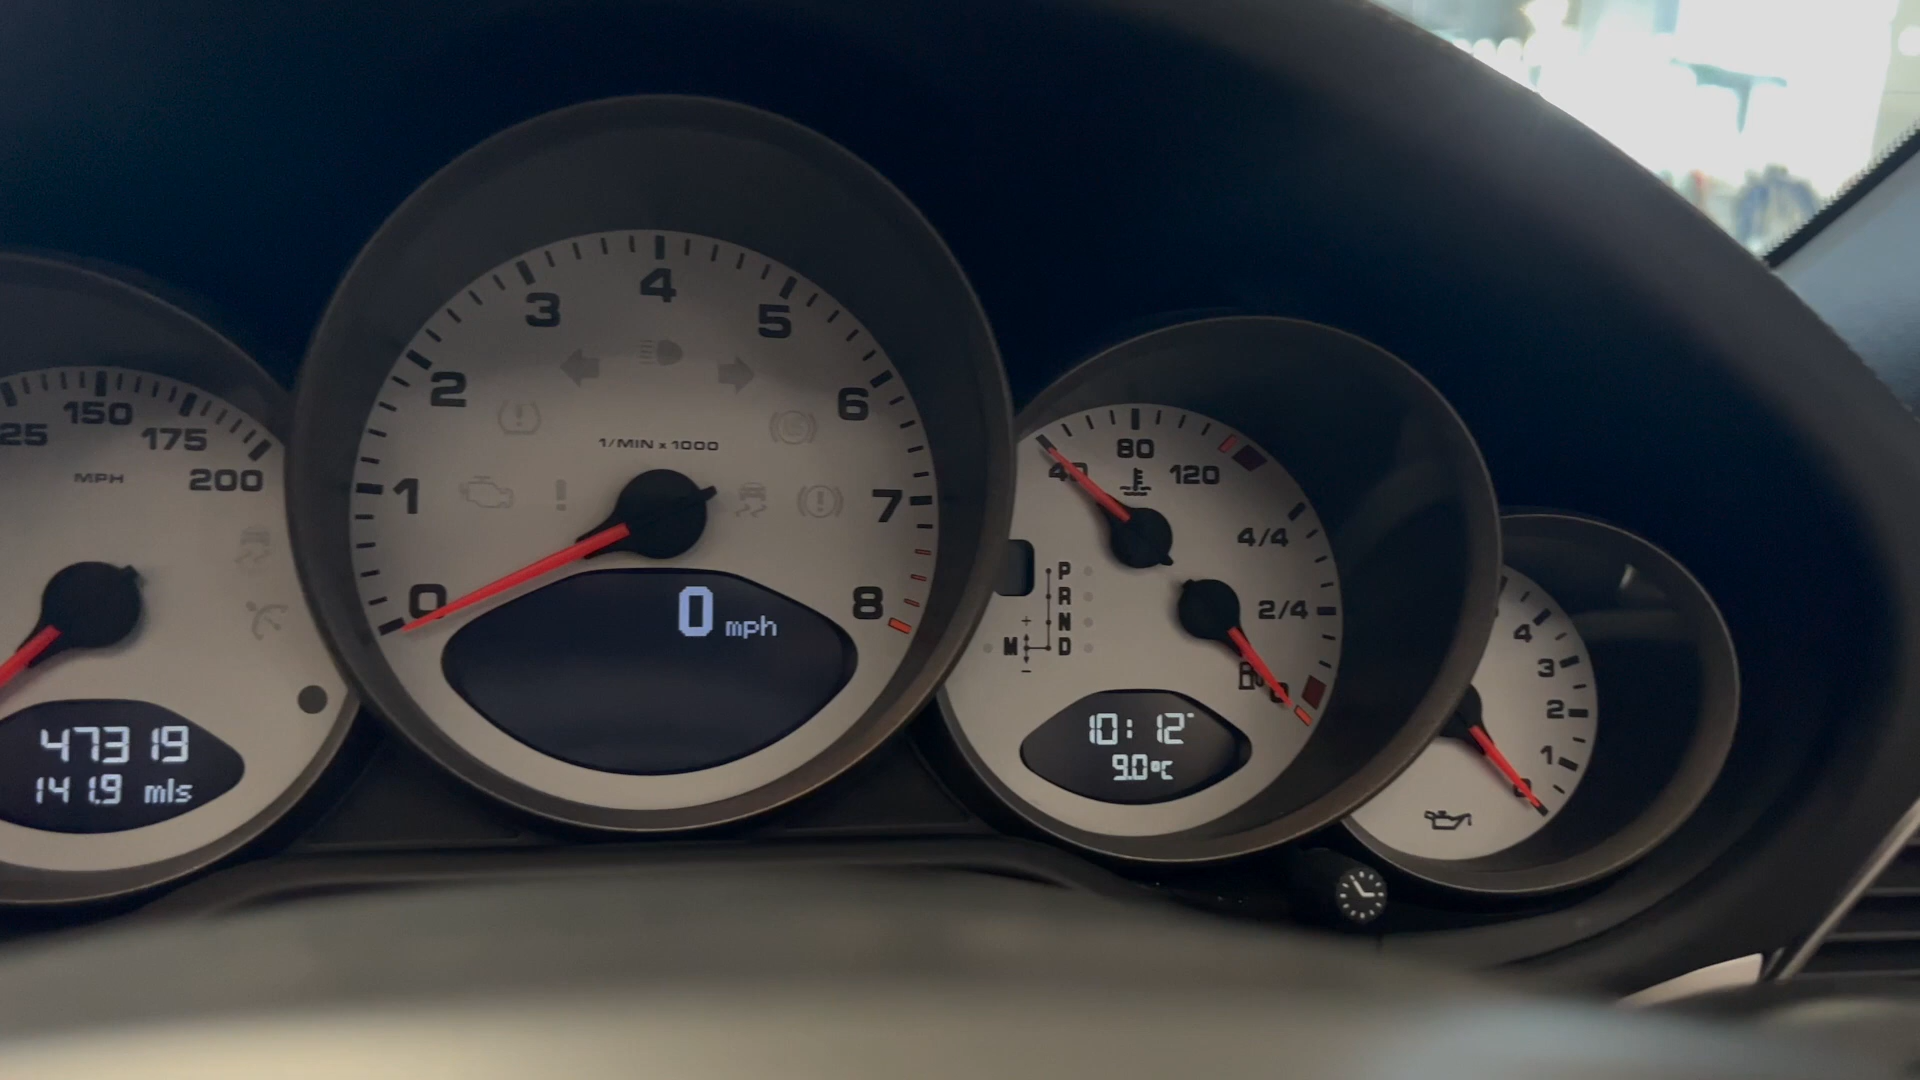 25 150 175 200
MPH
47319
141.9 mls
0 1 2 3 4 5 6 7 8
1/MIN x 1000
0 mph
40 80 120
4/4
2/4
0
P
R
N
M D
+
-
10:12
9.0°C
4
3
2
1